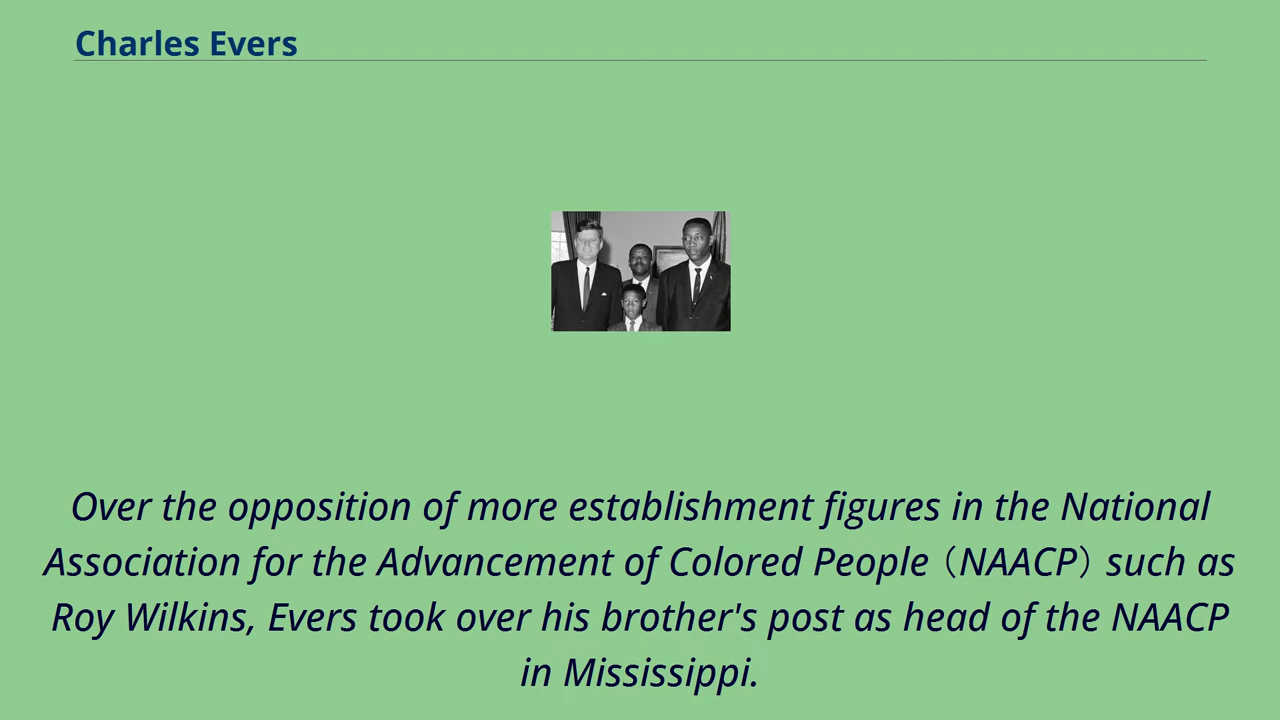 Charles Evers
Over the opposition of more establishment figures in the National
Association for the Advancement of Colored People（NAACP）such as
Roy Wilkins, Evers took over his brother's post as head of the NAACP
in Mississippi.